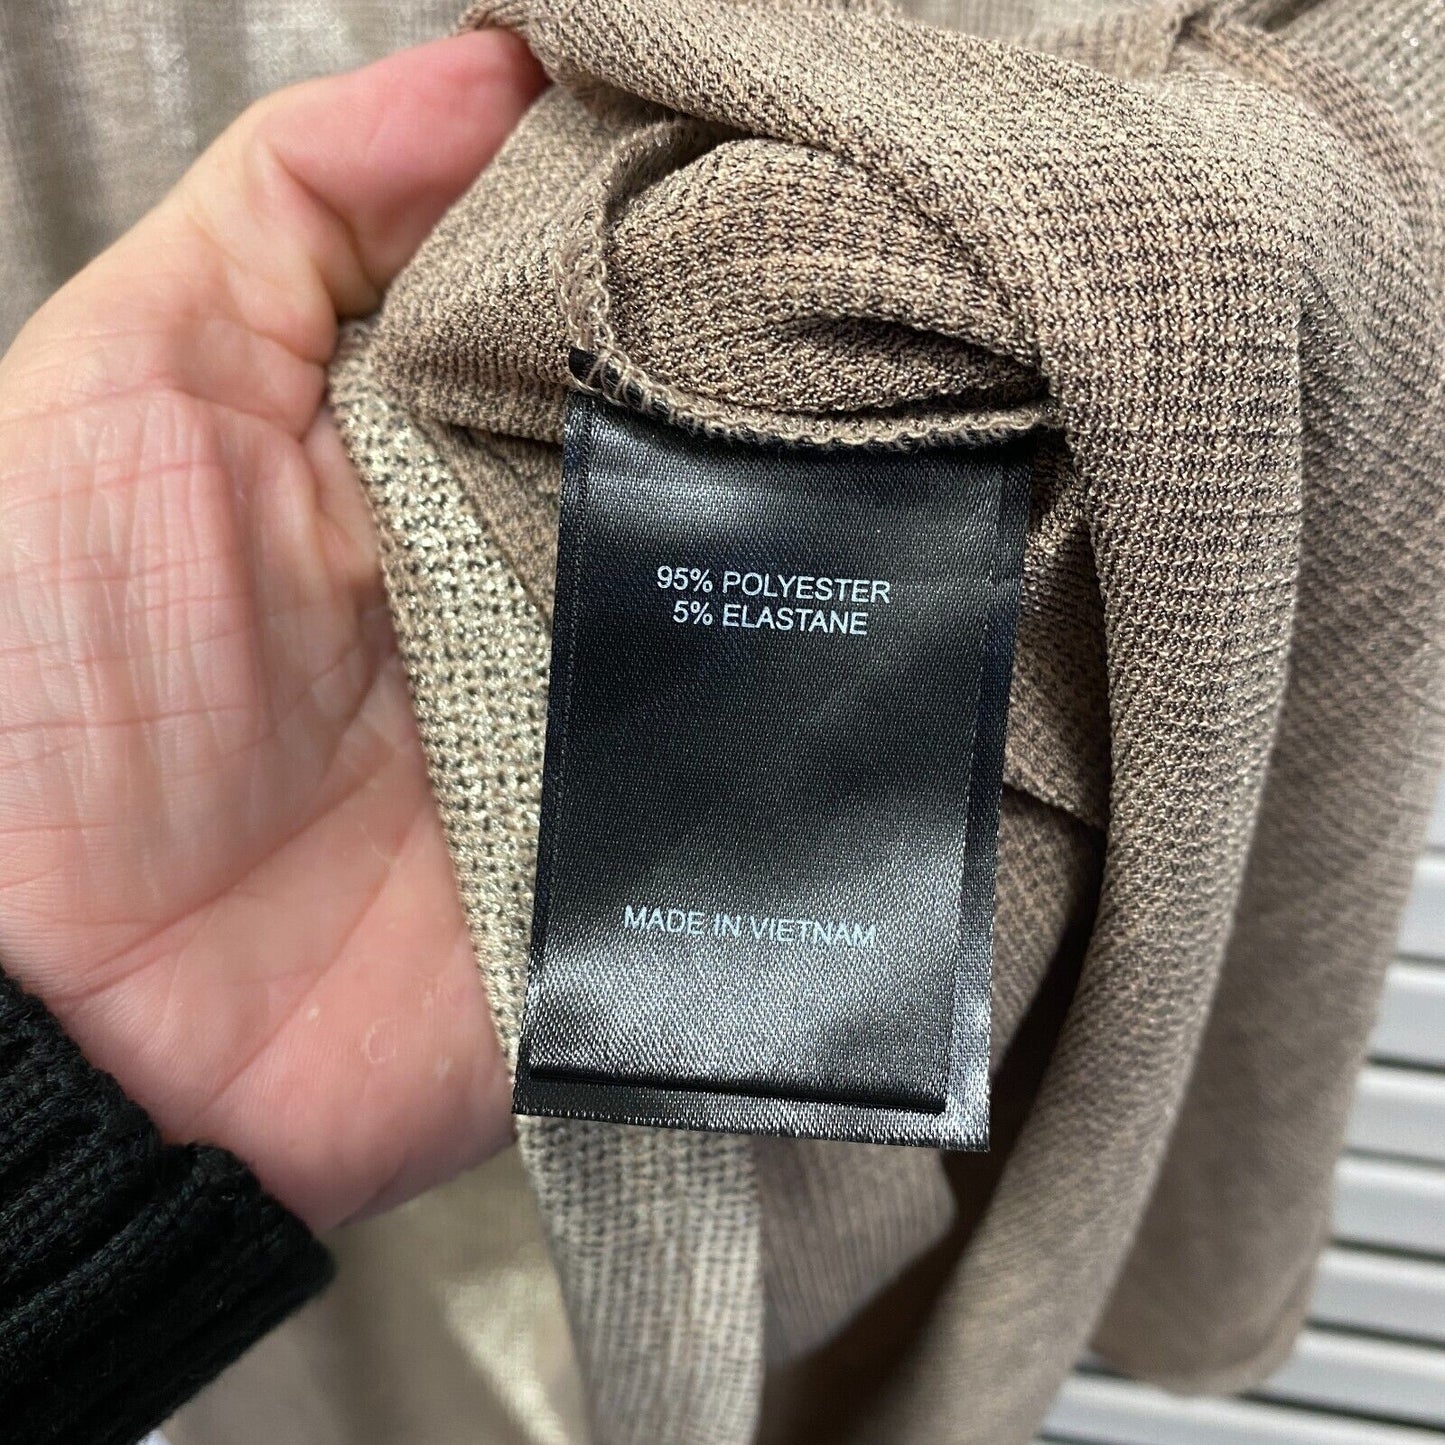 95% POLYESTER
5% ELASTANE
MADE IN VIETNAM